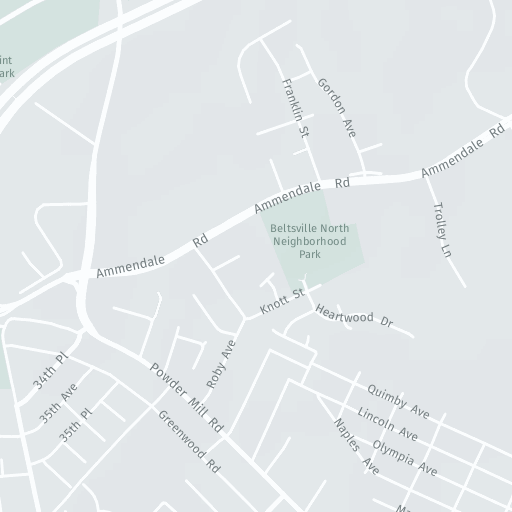 int
ark
Franklin St
Gordon Ave
Ammendale Rd
Ammendale Rd
Ammendale Rd
Beltsville North
Neighborhood
Park
Trolley Ln
Knott St
Heartwood Dr
34th Pl
35th Ave
35th Pl
Roby Ave
Powder Mill Rd
Greenwood Rd
Quimby Ave
Lincoln Ave
Naples Ave
Olympia Ave
Ma